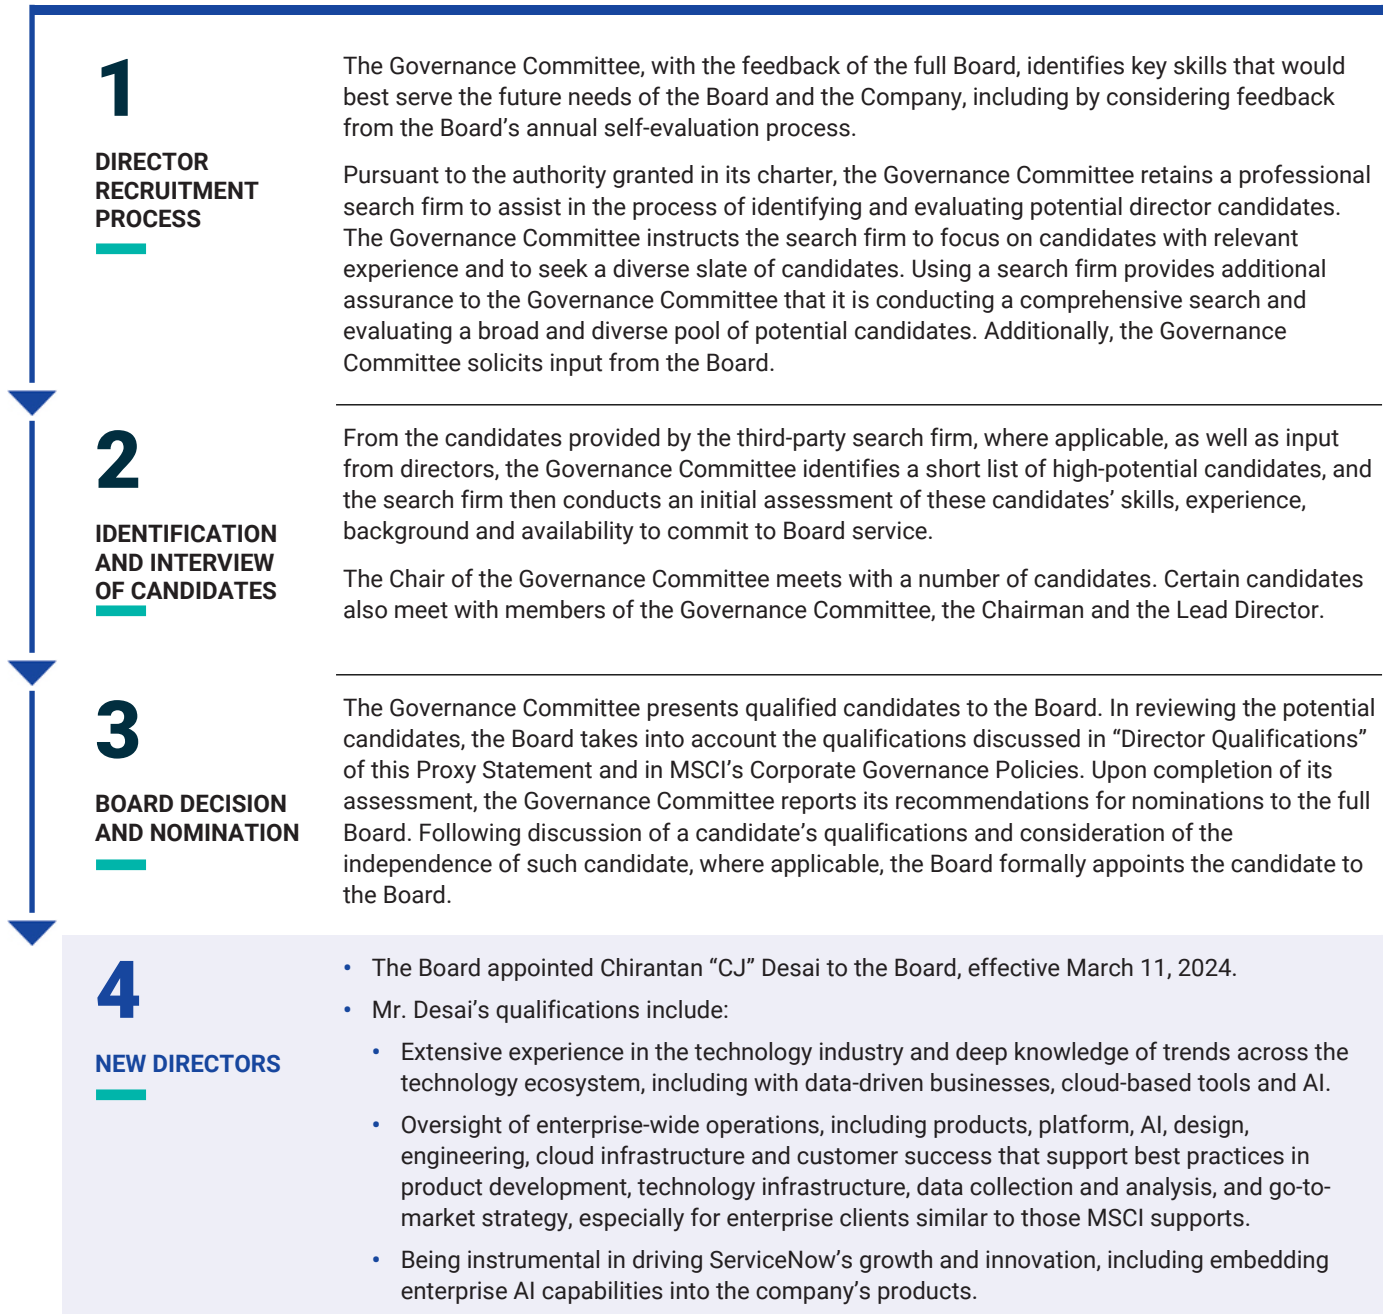 1
DIRECTOR
RECRUITMENT
PROCESS
The Governance Committee, with the feedback of the full Board, identifies key skills that would
best serve the future needs of the Board and the Company, including by considering feedback
from the Board’s annual self-evaluation process.
Pursuant to the authority granted in its charter, the Governance Committee retains a professional
search firm to assist in the process of identifying and evaluating potential director candidates.
The Governance Committee instructs the search firm to focus on candidates with relevant
experience and to seek a diverse slate of candidates. Using a search firm provides additional
assurance to the Governance Committee that it is conducting a comprehensive search and
evaluating a broad and diverse pool of potential candidates. Additionally, the Governance
Committee solicits input from the Board.
2
IDENTIFICATION
AND INTERVIEW
OF CANDIDATES
From the candidates provided by the third-party search firm, where applicable, as well as input
from directors, the Governance Committee identifies a short list of high-potential candidates, and
the search firm then conducts an initial assessment of these candidates’ skills, experience,
background and availability to commit to Board service.
The Chair of the Governance Committee meets with a number of candidates. Certain candidates
also meet with members of the Governance Committee, the Chairman and the Lead Director.
3
BOARD DECISION
AND NOMINATION
The Governance Committee presents qualified candidates to the Board. In reviewing the potential
candidates, the Board takes into account the qualifications discussed in “Director Qualifications”
of this Proxy Statement and in MSCI’s Corporate Governance Policies. Upon completion of its
assessment, the Governance Committee reports its recommendations for nominations to the full
Board. Following discussion of a candidate’s qualifications and consideration of the
independence of such candidate, where applicable, the Board formally appoints the candidate to
the Board.
4
NEW DIRECTORS
• The Board appointed Chirantan “CJ” Desai to the Board, effective March 11, 2024.
• Mr. Desai’s qualifications include:
• Extensive experience in the technology industry and deep knowledge of trends across the
technology ecosystem, including with data-driven businesses, cloud-based tools and AI.
• Oversight of enterprise-wide operations, including products, platform, AI, design,
engineering, cloud infrastructure and customer success that support best practices in
product development, technology infrastructure, data collection and analysis, and go-to-
market strategy, especially for enterprise clients similar to those MSCI supports.
• Being instrumental in driving ServiceNow’s growth and innovation, including embedding
enterprise AI capabilities into the company’s products.